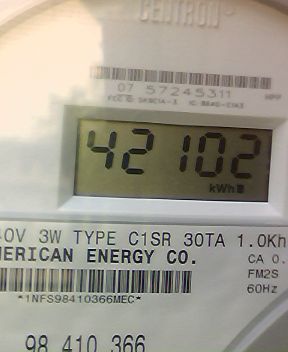 CENTRON
07 57245311
42102
kWh
40V 3W TYPE C1SR 30TA 1.0Kh
MERICAN ENERGY CO.
CA 0.
FM2S
60Hz
*1NFS98410366MEC*
98 410 366